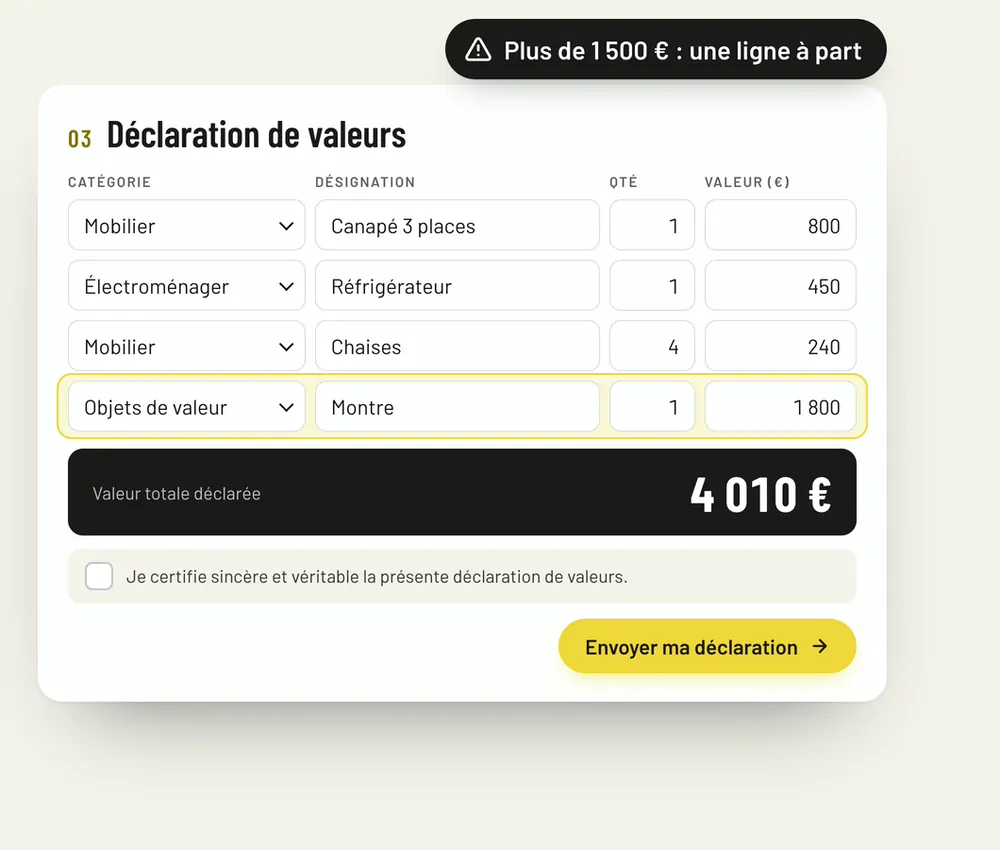 Plus de 1 500 € : une ligne à part
03 Déclaration de valeurs
CATÉGORIE DÉSIGNATION QTÉ VALEUR (€)
Mobilier Canapé 3 places 1 800
Électroménager Réfrigérateur 1 450
Mobilier Chaises 4 240
Objets de valeur Montre 1 1 800
Valeur totale déclarée 4 010 €
Je certifie sincère et véritable la présente déclaration de valeurs.
Envoyer ma déclaration →